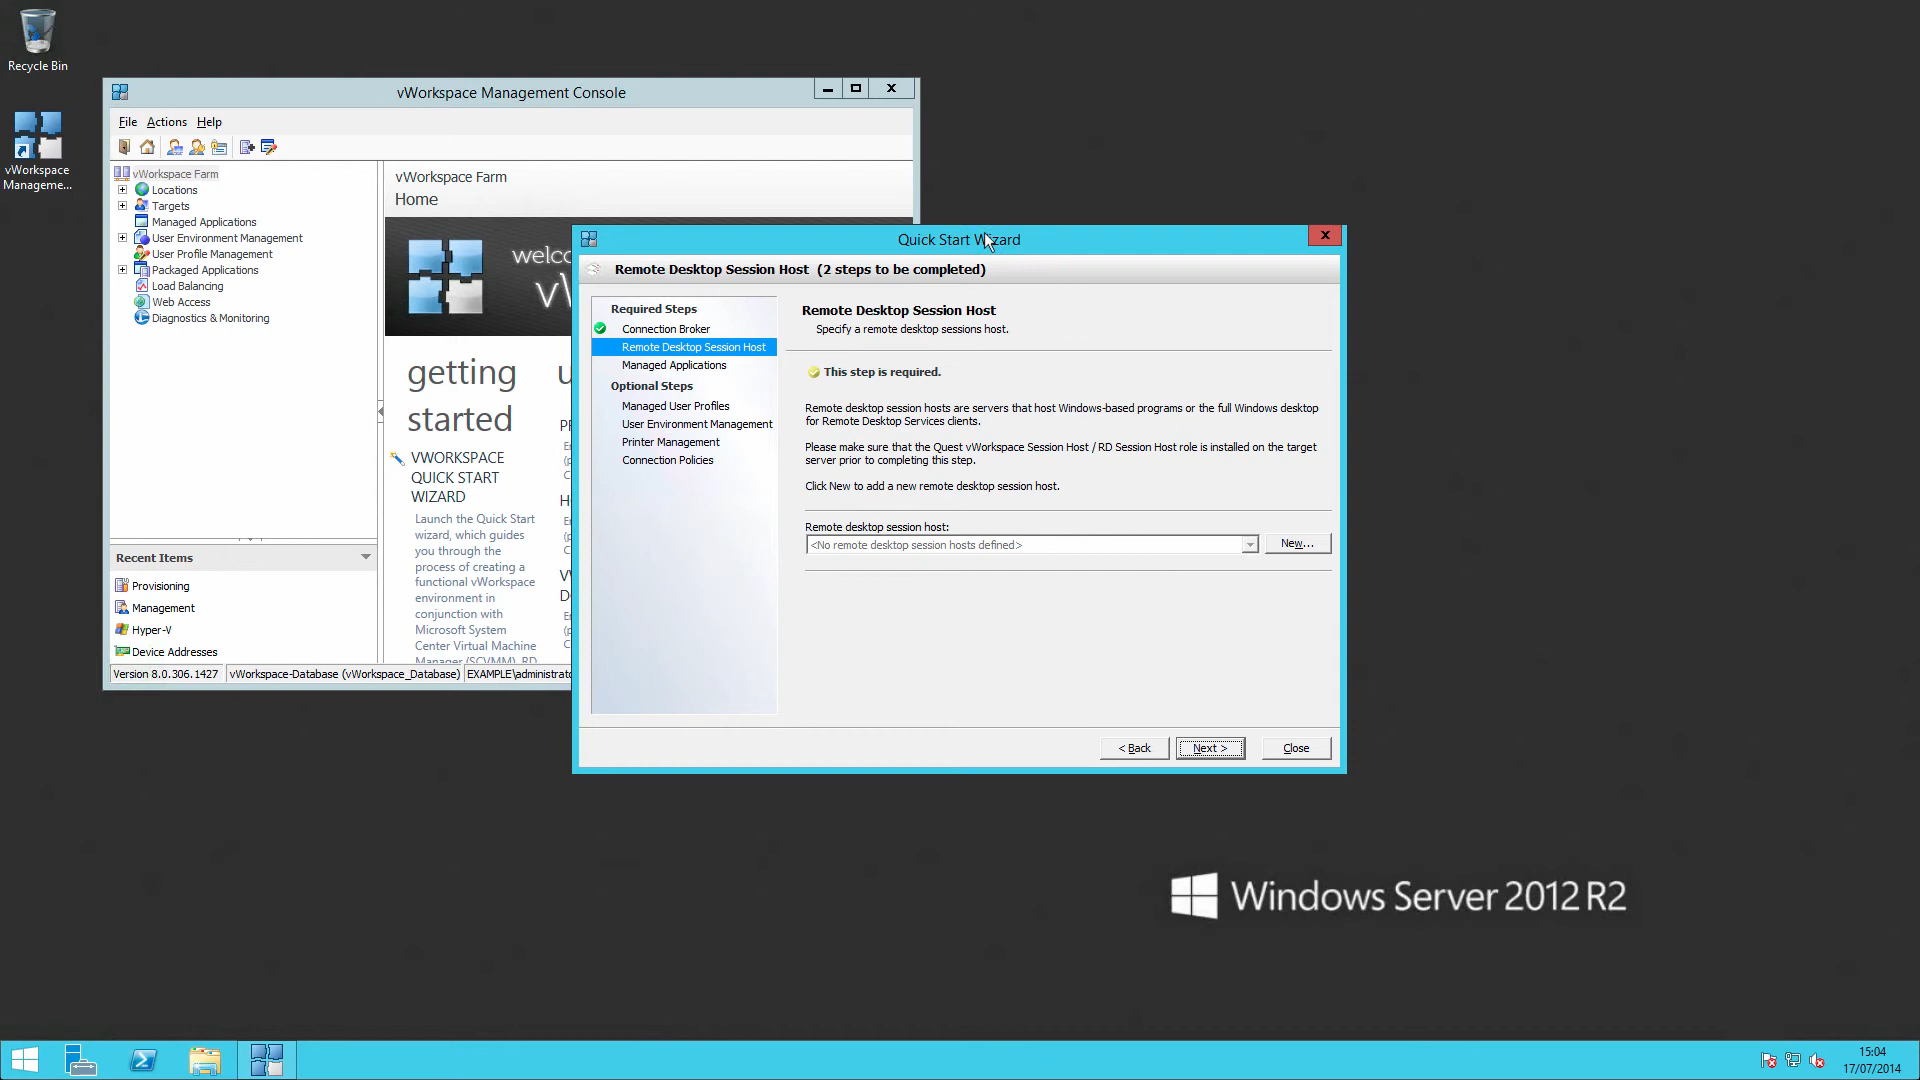 Recycle Bin
vWorkspace
Manageme...
vWorkspace Management Console
File Actions Help
vWorkspace Farm
Locations
Targets
Managed Applications
User Environment Management
User Profile Management
Packaged Applications
Load Balancing
Web Access
Diagnostics & Monitoring
Recent Items
Provisioning
Management
Hyper-V
Device Addresses
vWorkspace Farm
Home
getting
started
VWORKSPACE
QUICK START
WIZARD
Launch the Quick Start
wizard, which guides
you through the
process of creating a
functional vWorkspace
environment in
conjunction with
Microsoft System
Center Virtual Machine
Manager (SCVMM), RD
Version 8.0.306.1427 vWorkspace-Database (vWorkspace_Database)
Quick Start Wizard
Remote Desktop Session Host (2 steps to be completed)
Required Steps
Connection Broker
Remote Desktop Session Host
Managed Applications
Optional Steps
Managed User Profiles
User Environment Management
Printer Management
Connection Policies
Remote Desktop Session Host
Specify a remote desktop sessions host.
This step is required.
Remote desktop session hosts are servers that host Windows-based programs or the full Windows desktop
for Remote Desktop Services clients.
Please make sure that the Quest vWorkspace Session Host / RD Session Host role is installed on the target
server prior to completing this step.
Click New to add a new remote desktop session host.
Remote desktop session host:
<No remote desktop session hosts defined> New...
< Back Next > Close
Windows Server 2012 R2
15:04
17/07/2014